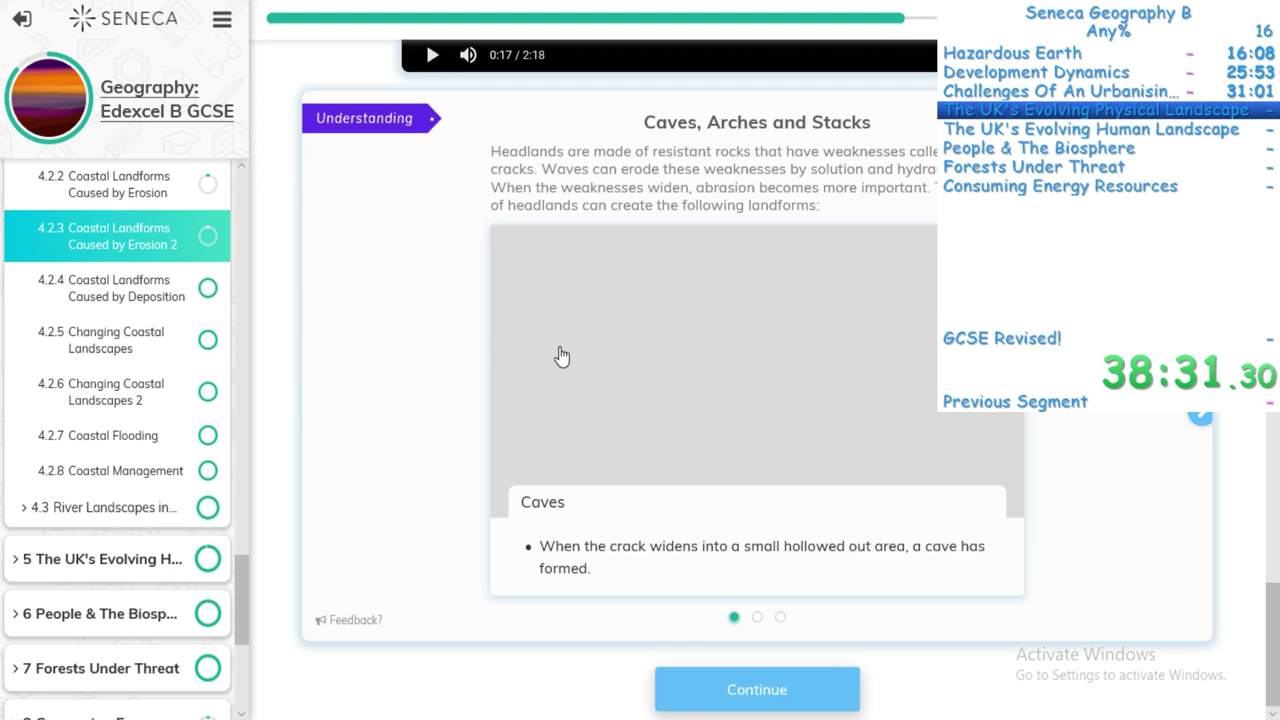 SENECA
Geography:
Edexcel B GCSE
4.2.2 Coastal Landforms
Caused by Erosion
4.2.3 Coastal Landforms
Caused by Erosion 2
4.2.4 Coastal Landforms
Caused by Deposition
4.2.5 Changing Coastal
Landscapes
4.2.6 Changing Coastal
Landscapes 2
4.2.7 Coastal Flooding
4.2.8 Coastal Management
4.3 River Landscapes in...
5 The UK's Evolving H...
6 People & The Biosp...
7 Forests Under Threat
0:17 / 2:18
Understanding
Caves, Arches and Stacks
Headlands are made of resistant rocks that have weaknesses
cracks. Waves can erode these weaknesses by solution and
When the weaknesses widen, abrasion becomes more important.
of headlands can create the following landforms:
Caves
• When the crack widens into a small hollowed out area, a cave has
formed.
Feedback?
Continue
Seneca Geography B
Any% 16
Hazardous Earth - 16:08
Development Dynamics - 25:53
Challenges Of An Urbanisin... - 31:01
The UK's Evolving Physical Landscape -
The UK's Evolving Human Landscape -
People & The Biosphere -
Forests Under Threat -
Consuming Energy Resources -
GCSE Revised! -
38:31.30
Previous Segment -
Activate Windows
Go to Settings to activate Windows.